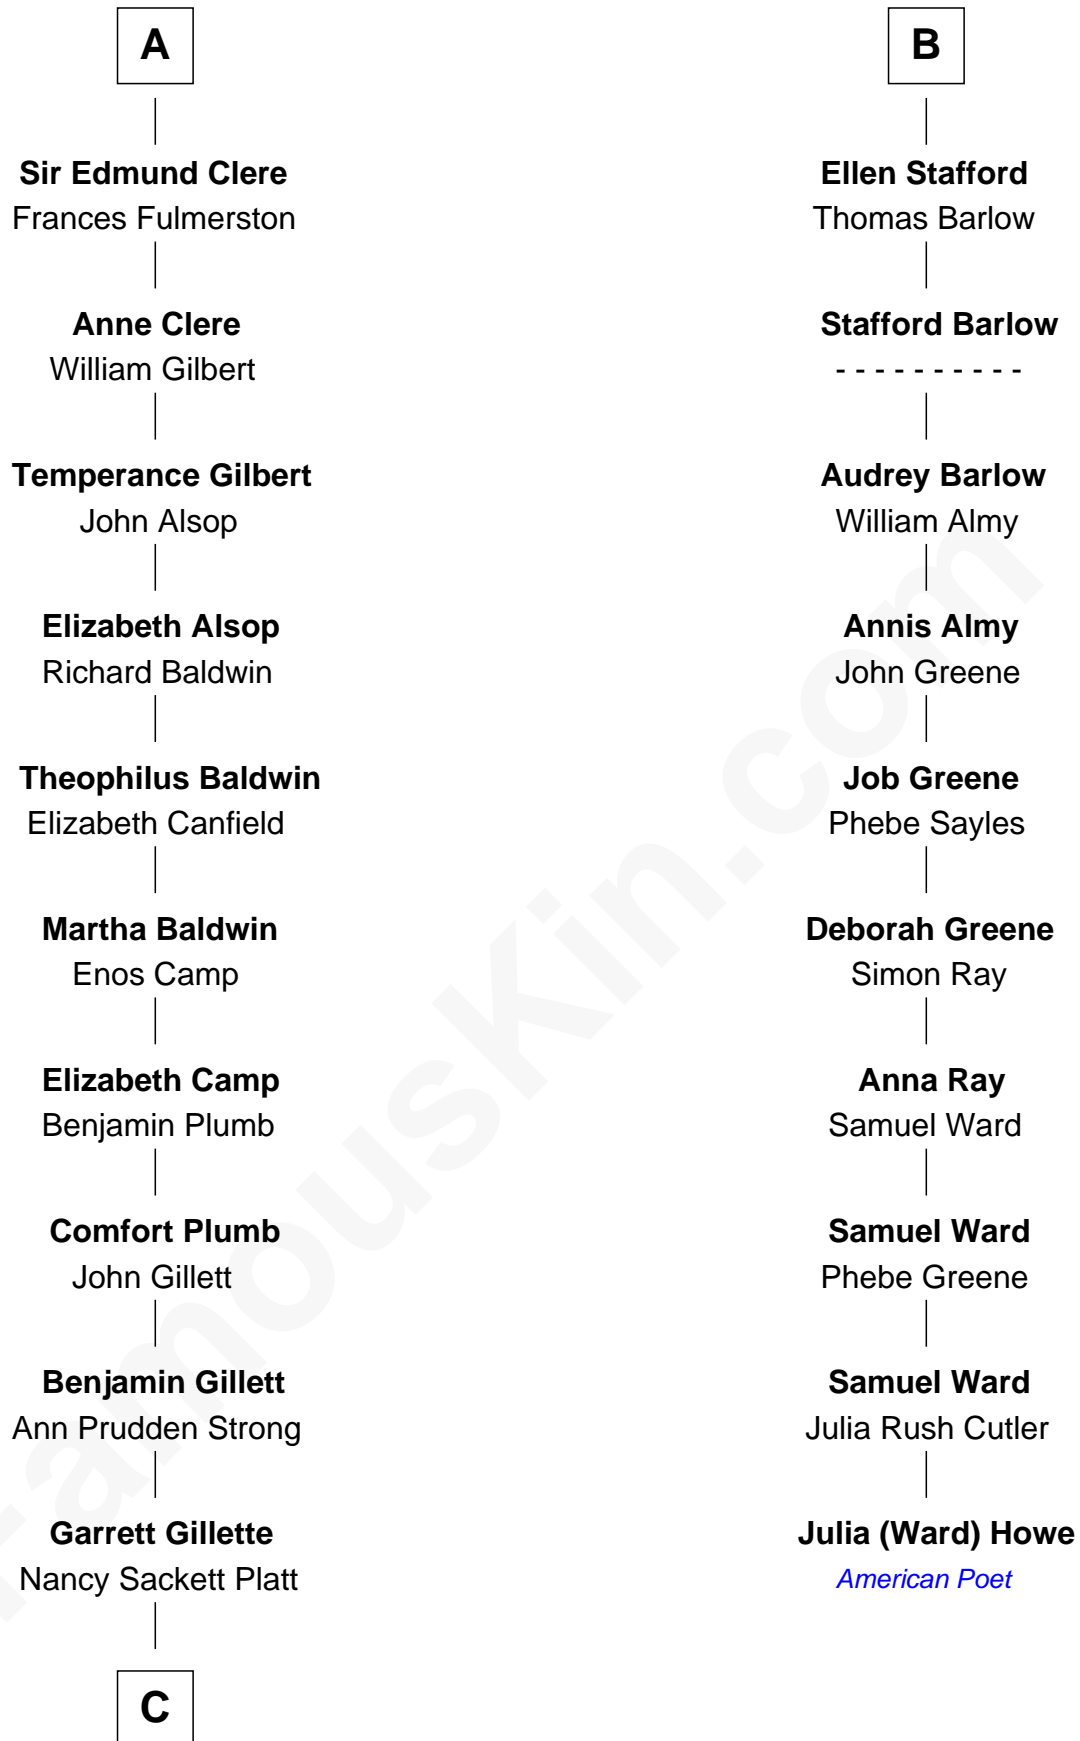 A
Sir Edmund Clere
Frances Fulmerston
Anne Clere
William Gilbert
Temperance Gilbert
John Alsop
Elizabeth Alsop
Richard Baldwin
Theophilus Baldwin
Elizabeth Canfield
Martha Baldwin
Enos Camp
Elizabeth Camp
Benjamin Plumb
Comfort Plumb
John Gillett
Benjamin Gillett
Ann Prudden Strong
Garrett Gillette
Nancy Sackett Platt
C
B
Ellen Stafford
Thomas Barlow
Stafford Barlow
- - - - - - - - - -
Audrey Barlow
William Almy
Annis Almy
John Greene
Job Greene
Phebe Sayles
Deborah Greene
Simon Ray
Anna Ray
Samuel Ward
Samuel Ward
Phebe Greene
Samuel Ward
Julia Rush Cutler
Julia (Ward) Howe
American Poet
FamousKin.com